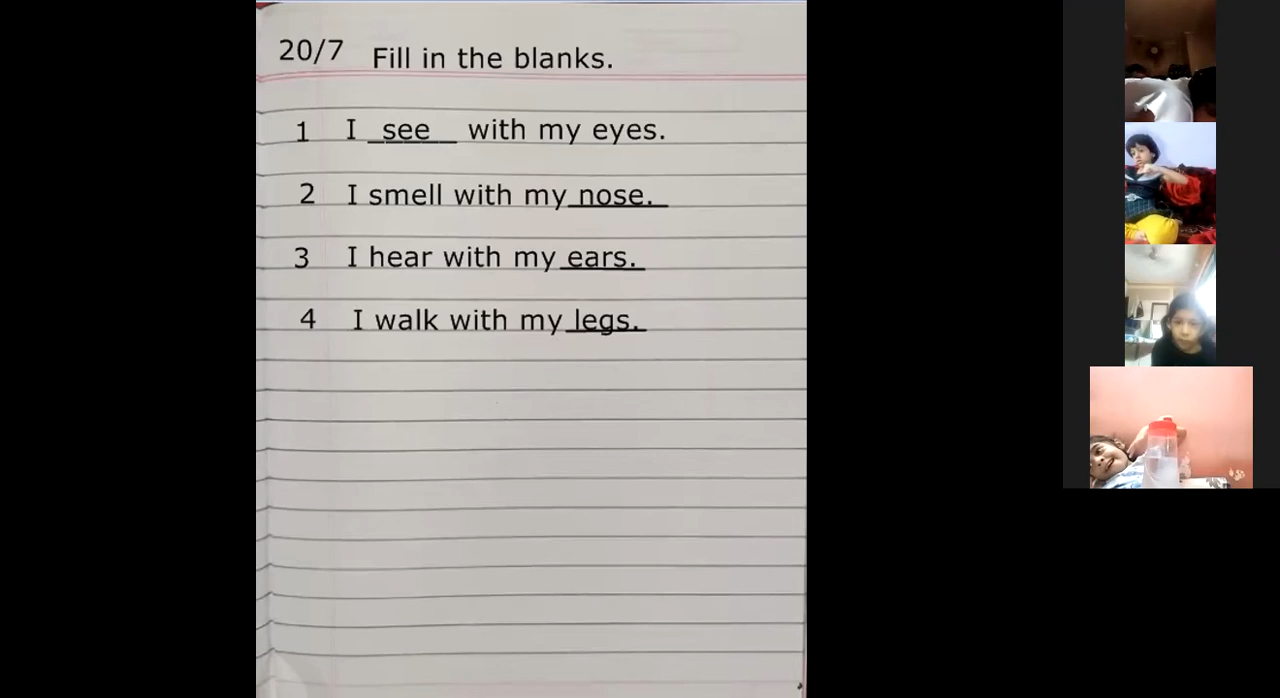 20/7 Fill in the blanks.
1 I see with my eyes.
2 I smell with my nose.
3 I hear with my ears.
4 I walk with my legs.